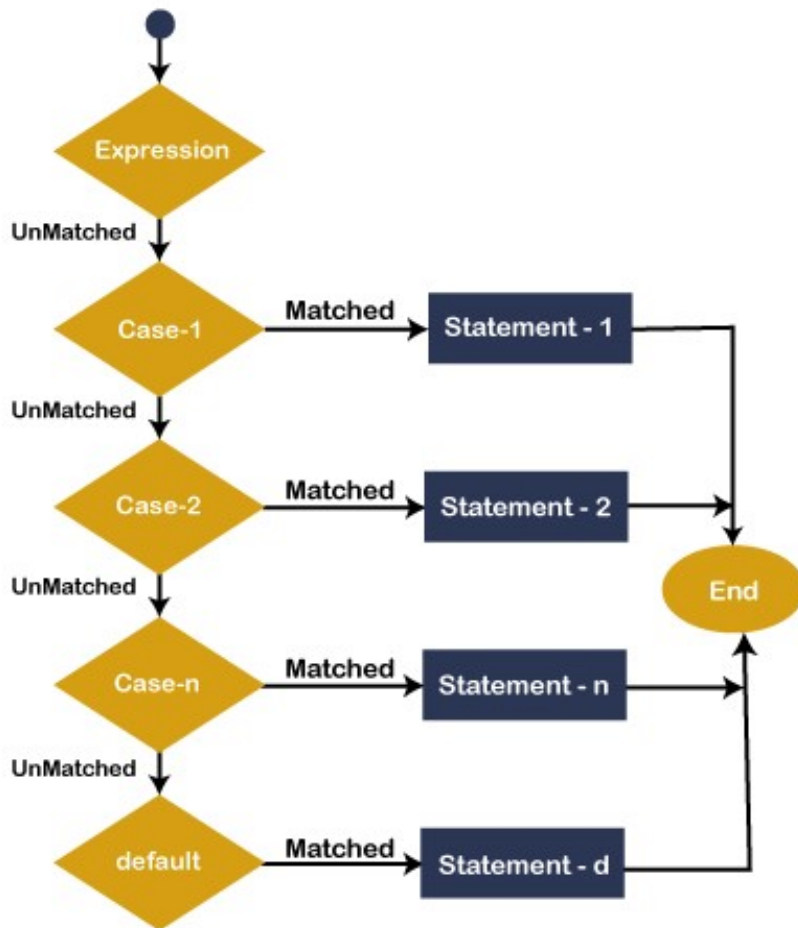 Expression
UnMatched
Case-1
Matched
Statement - 1
UnMatched
Case-2
Matched
Statement - 2
End
UnMatched
Case-n
Matched
Statement - n
UnMatched
default
Matched
Statement - d